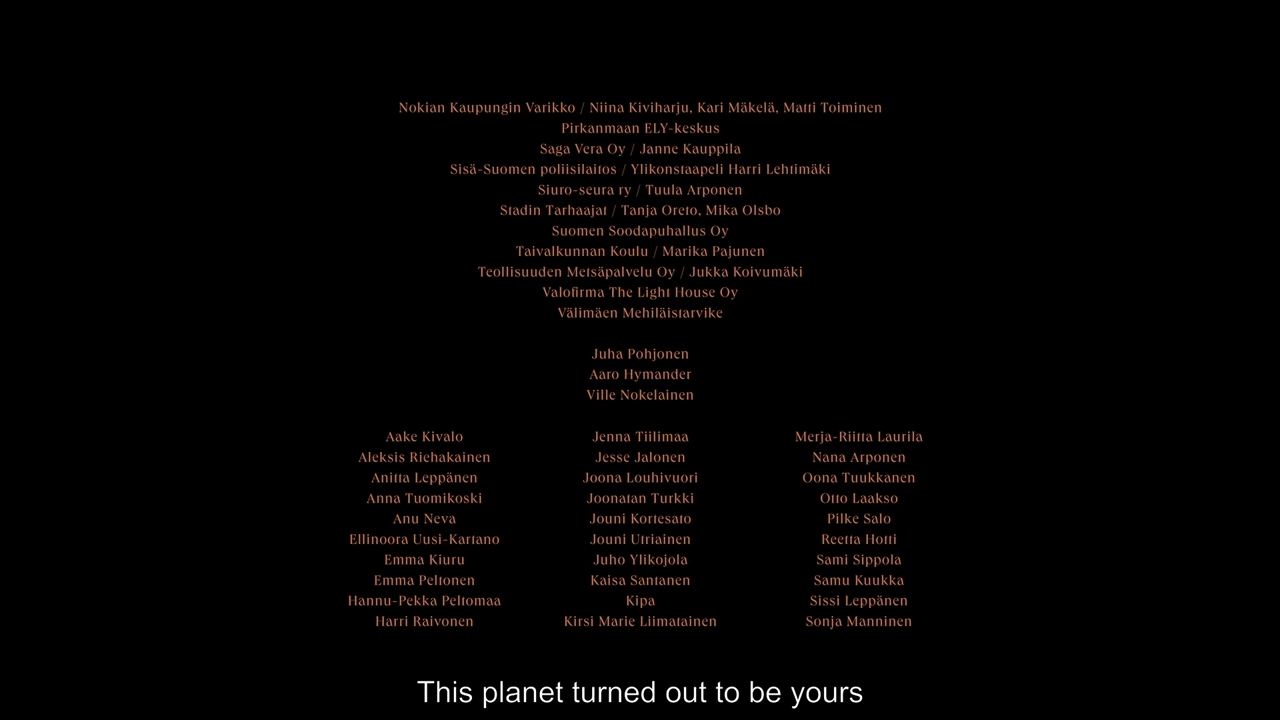 Nokian Kaupungin Varikko / Niina Kiviharju, Kari Mäkelä, Matti Toiminen
Pirkanmaan ELY-keskus
Saga Vera Oy / Janne Kauppila
Sisä-Suomen poliisilaitos / Ylikonstaapeli Harri Lehtimäki
Siuro-seura ry / Tuula Arponen
Stadin Tarhaajat / Tanja Oreto, Mika Olsbo
Suomen Soodapuhallus Oy
Taivalkunnan Koulu / Marika Pajunen
Teollisuuden Metsäpalvelu Oy / Jukka Koivumäki
Valofirma The Light House Oy
Välimäen Mehiläistarvike
Juha Pohjonen
Aaro Hymander
Ville Nokelainen
Aake Kivalo
Aleksis Riehakainen
Anitta Leppänen
Anna Tuomikoski
Anu Neva
Ellinoora Uusi-Kartano
Emma Kiuru
Emma Peltonen
Hannu-Pekka Peltomaa
Harri Raivonen
Jenna Tiilimaa
Jesse Jalonen
Joona Louhivuori
Joonatan Turkki
Jouni Kortesato
Jouni Utriainen
Juho Ylikojola
Kaisa Santanen
Kipa
Kirsi Marie Liimatainen
Merja-Riitta Laurila
Nana Arponen
Oona Tuukkanen
Otto Laakso
Pilke Salo
Reetta Hotti
Sami Sippola
Samu Kuukka
Sissi Leppänen
Sonja Manninen
This planet turned out to be yours